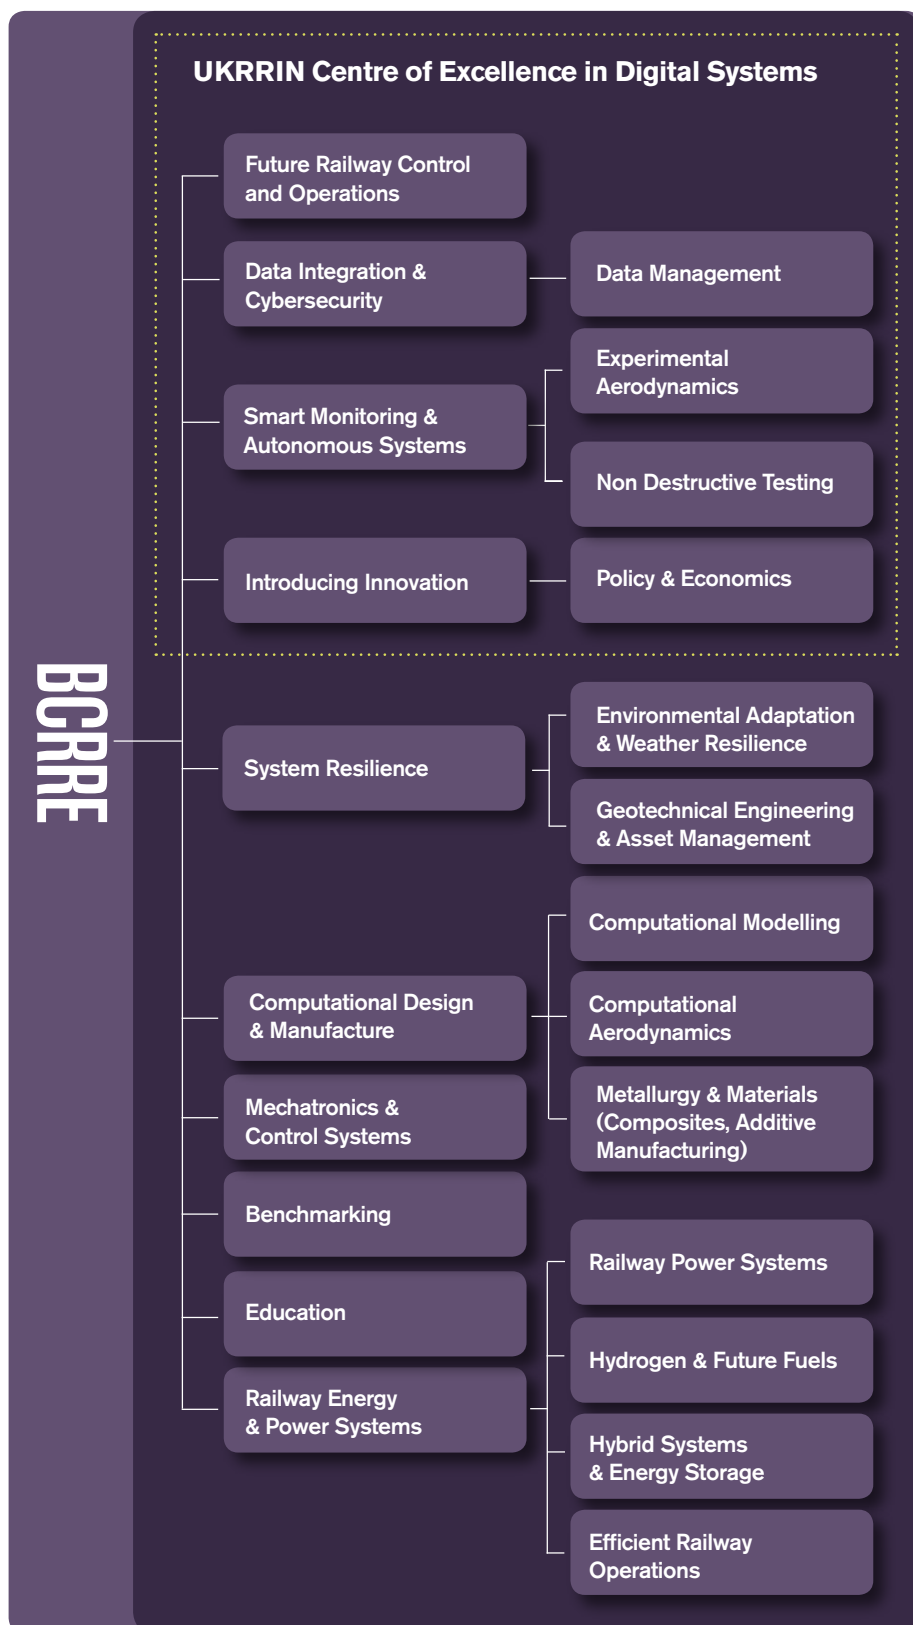 UKRRIN Centre of Excellence in Digital Systems
Future Railway Control
and Operations
Data Integration &
Cybersecurity
Data Management
Experimental
Aerodynamics
Smart Monitoring &
Autonomous Systems
Non Destructive Testing
Introducing Innovation
Policy & Economics
BCRRE
Environmental Adaptation
& Weather Resilience
System Resilience
Geotechnical Engineering
& Asset Management
Computational Modelling
Computational Design
& Manufacture
Computational
Aerodynamics
Metallurgy & Materials
(Composites, Additive
Manufacturing)
Mechatronics &
Control Systems
Benchmarking
Education
Railway Energy
& Power Systems
Railway Power Systems
Hydrogen & Future Fuels
Hybrid Systems
& Energy Storage
Efficient Railway
Operations